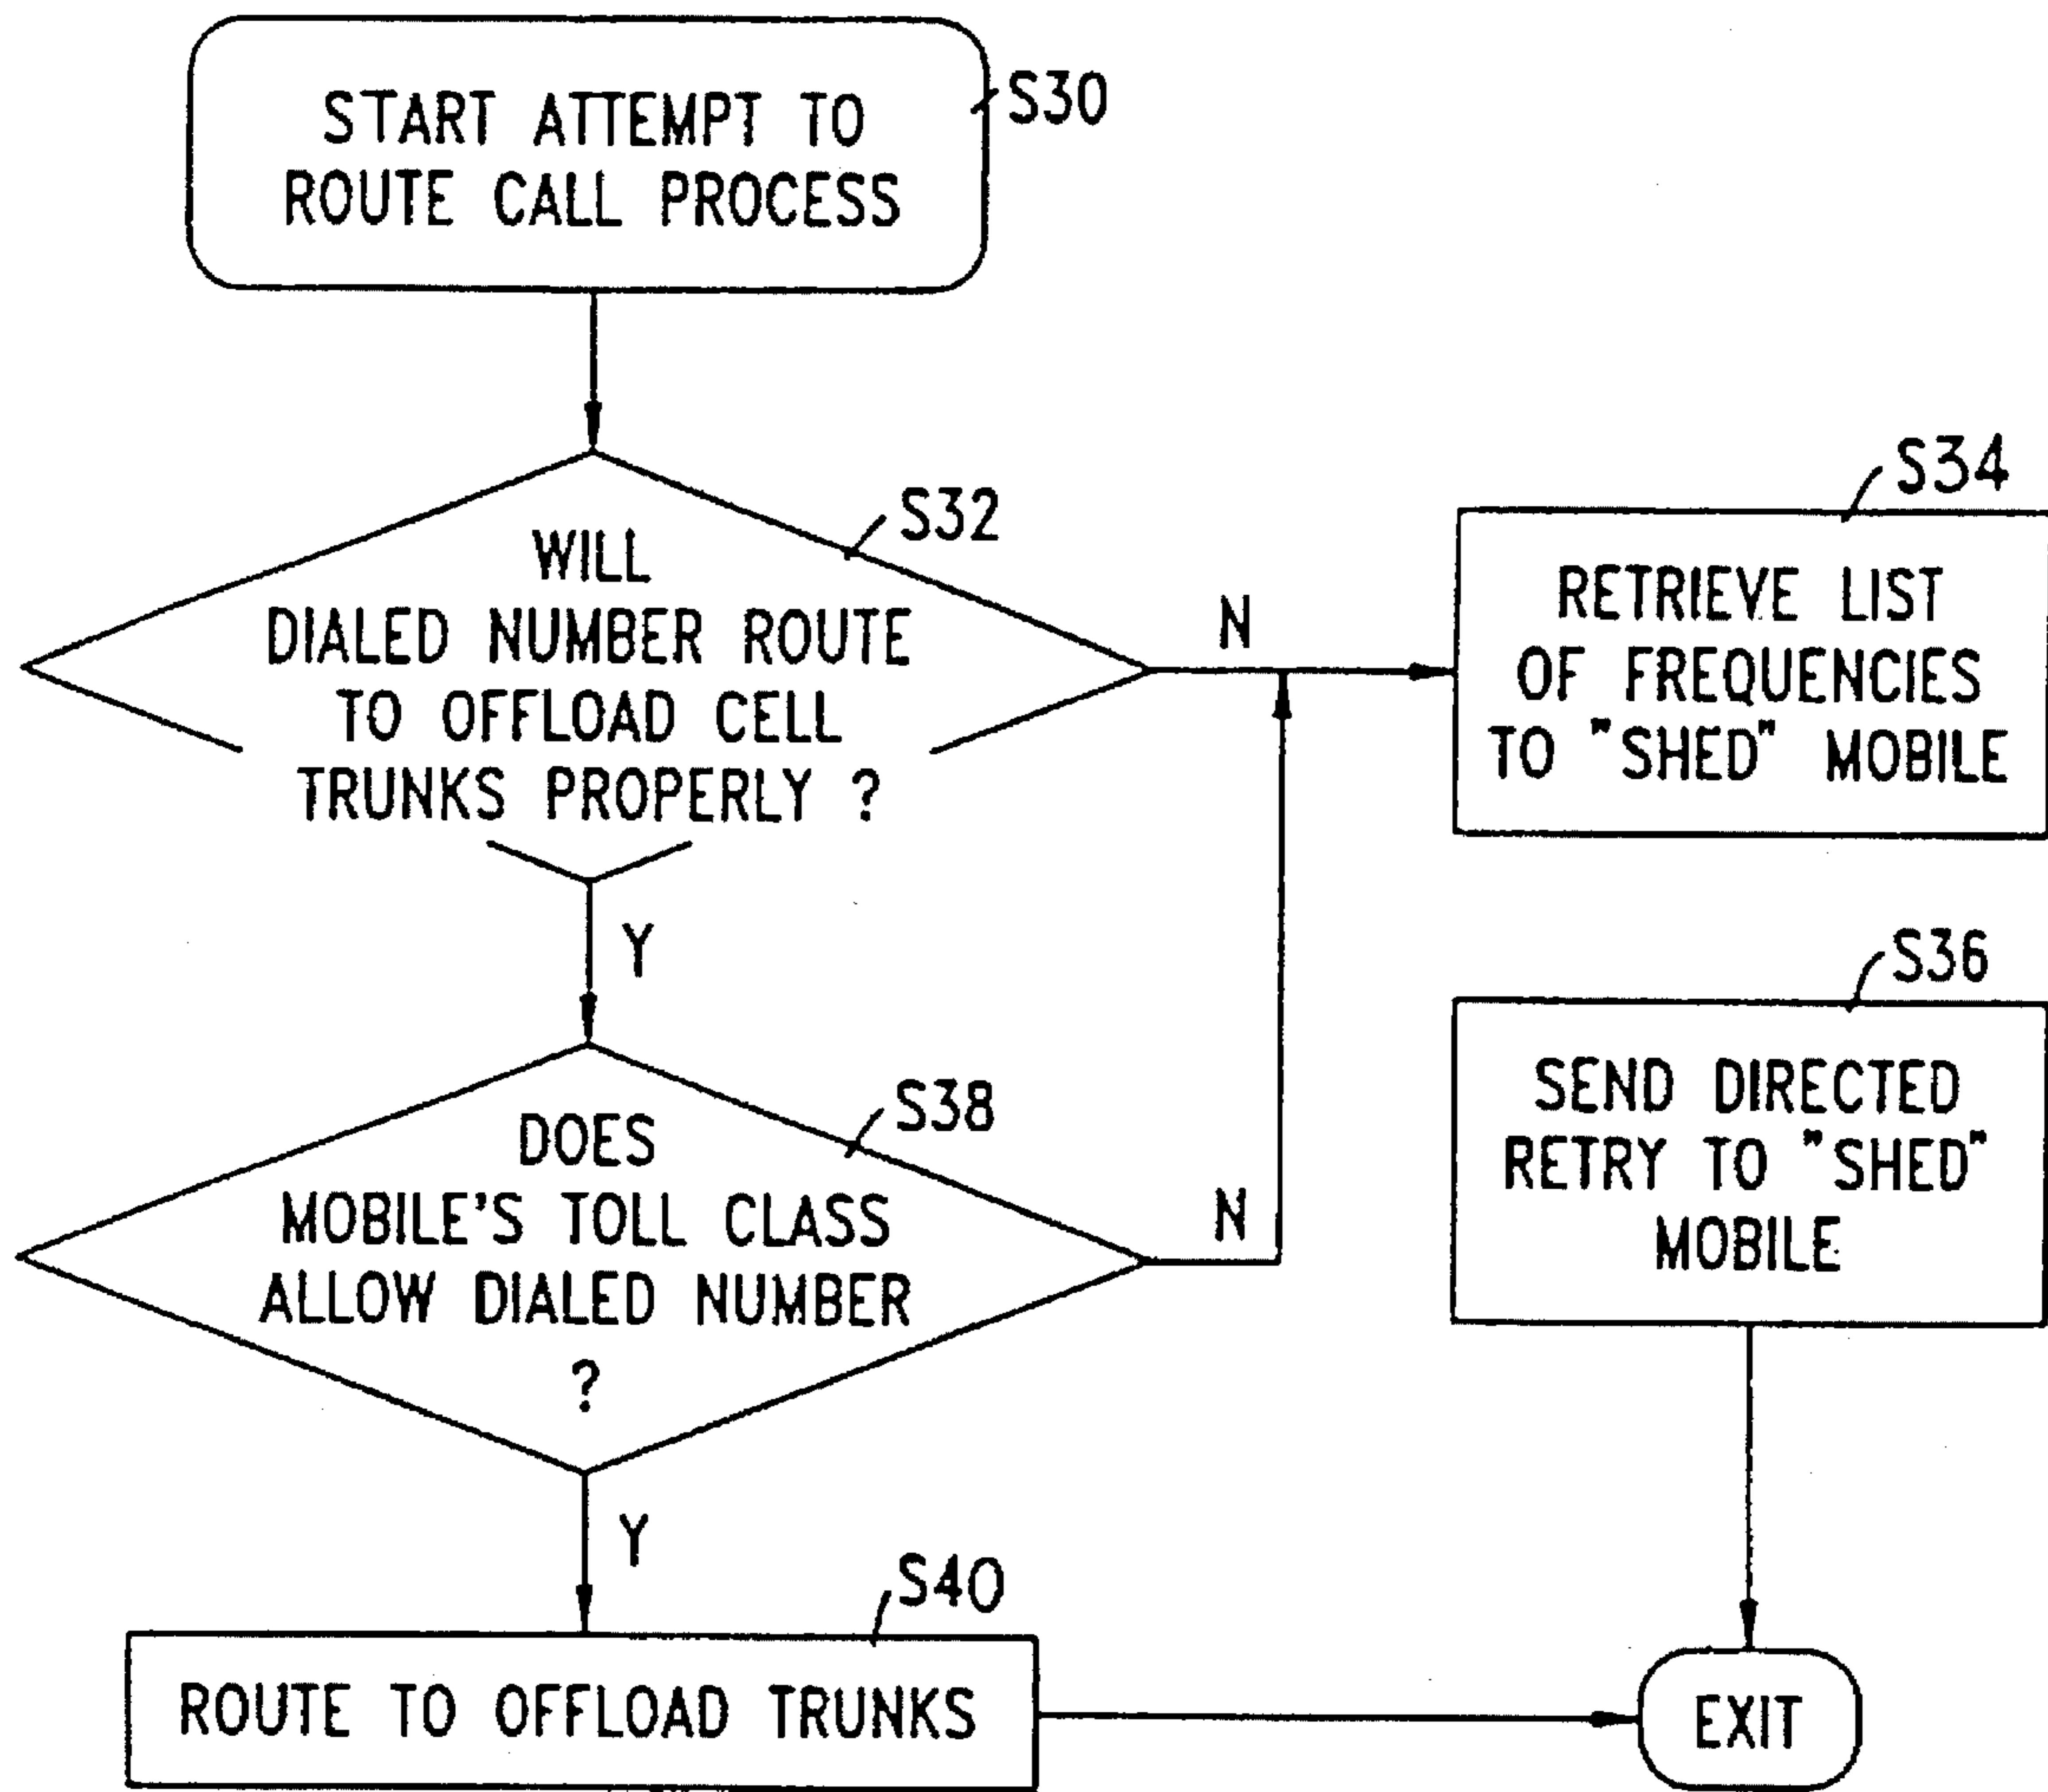 START ATTEMPT TO
ROUTE CALL PROCESS
S30
WILL
DIALED NUMBER ROUTE
TO OFFLOAD CELL
TRUNKS PROPERLY ?
S32
N
S34
RETRIEVE LIST
OF FREQUENCIES
TO "SHED" MOBILE
Y
S36
SEND DIRECTED
RETRY TO "SHED"
MOBILE
DOES
MOBILE'S TOLL CLASS
ALLOW DIALED NUMBER
?
S38
N
Y
S40
ROUTE TO OFFLOAD TRUNKS
EXIT